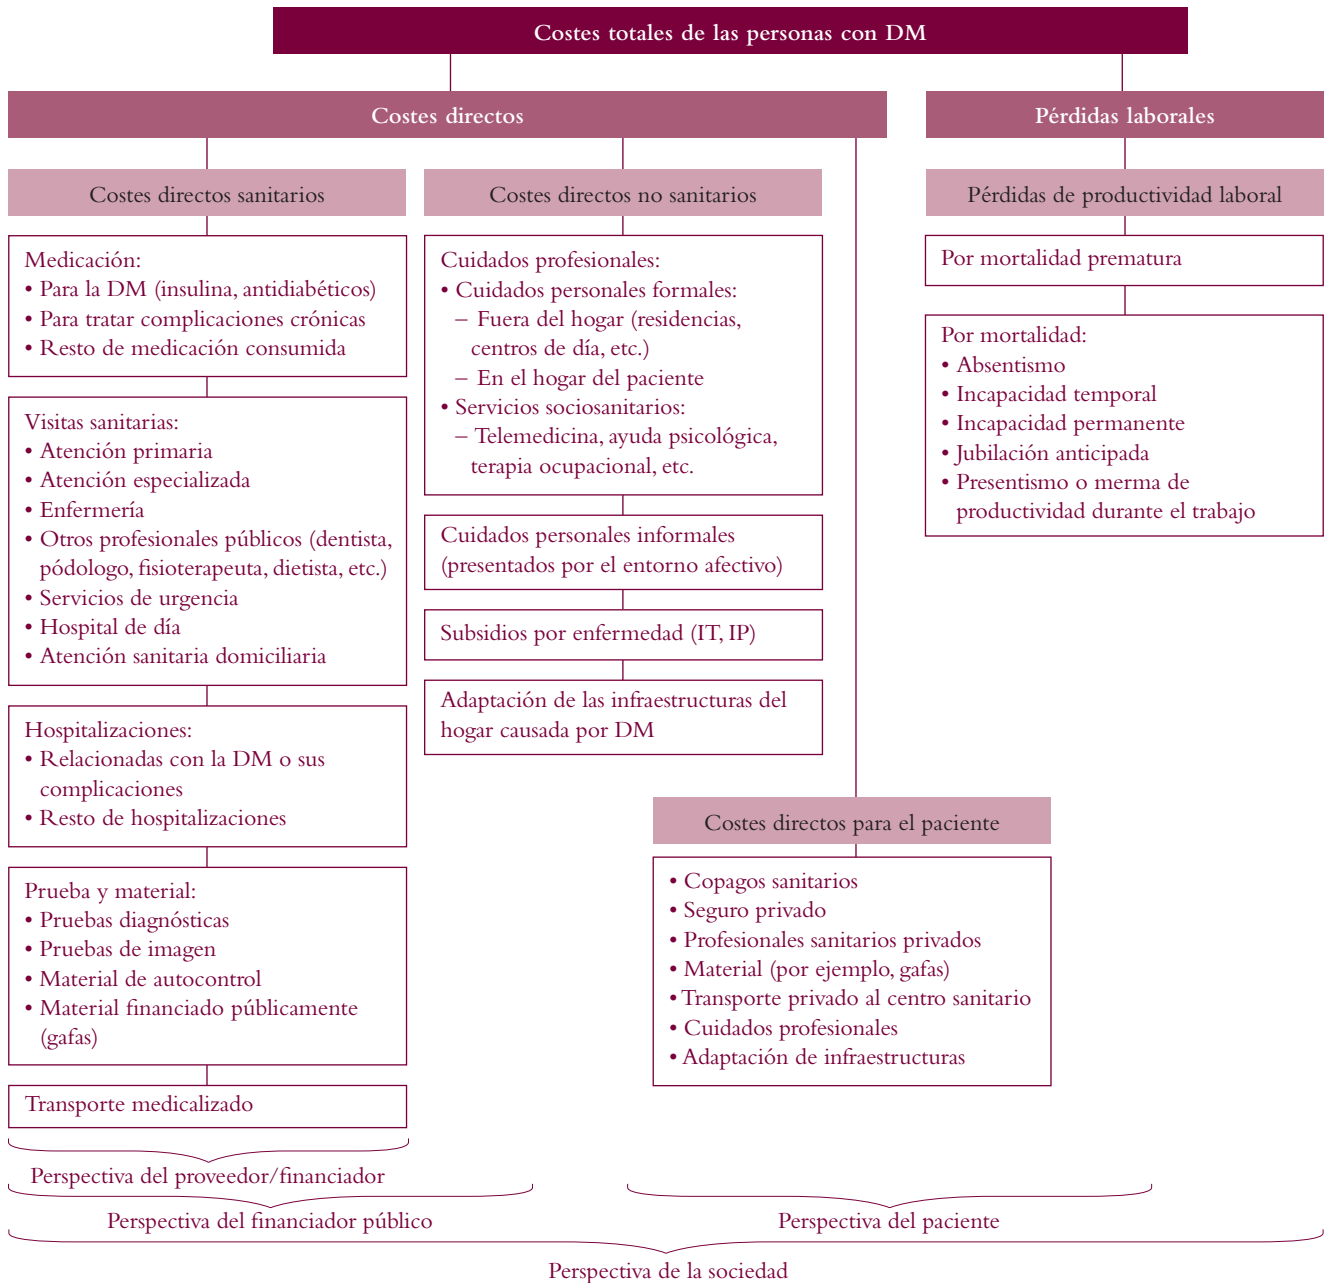 Costes totales de las personas con DM
Costes directos
Pérdidas laborales
Costes directos sanitarios
Medicación:
• Para la DM (insulina, antidiabéticos)
• Para tratar complicaciones crónicas
• Resto de medicación consumida
Visitas sanitarias:
• Atención primaria
• Atención especializada
• Enfermería
• Otros profesionales públicos (dentista,
pódologo, fisioterapeuta, dietista, etc.)
• Servicios de urgencia
• Hospital de día
• Atención sanitaria domiciliaria
Hospitalizaciones:
• Relacionadas con la DM o sus
complicaciones
• Resto de hospitalizaciones
Prueba y material:
• Pruebas diagnósticas
• Pruebas de imagen
• Material de autocontrol
• Material financiado públicamente
(gafas)
Transporte medicalizado
Costes directos no sanitarios
Cuidados profesionales:
• Cuidados personales formales:
– Fuera del hogar (residencias,
centros de día, etc.)
– En el hogar del paciente
• Servicios sociosanitarios:
– Telemedicina, ayuda psicológica,
terapia ocupacional, etc.
Cuidados personales informales
(presentados por el entorno afectivo)
Subsidios por enfermedad (IT, IP)
Adaptación de las infraestructuras del
hogar causada por DM
Costes directos para el paciente
• Copagos sanitarios
• Seguro privado
• Profesionales sanitarios privados
• Material (por ejemplo, gafas)
• Transporte privado al centro sanitario
• Cuidados profesionales
• Adaptación de infraestructuras
Pérdidas de productividad laboral
Por mortalidad prematura
Por mortalidad:
• Absentismo
• Incapacidad temporal
• Incapacidad permanente
• Jubilación anticipada
• Presentismo o merma de
productividad durante el trabajo
Perspectiva del proveedor/financiador
Perspectiva del financiador público
Perspectiva del paciente
Perspectiva de la sociedad